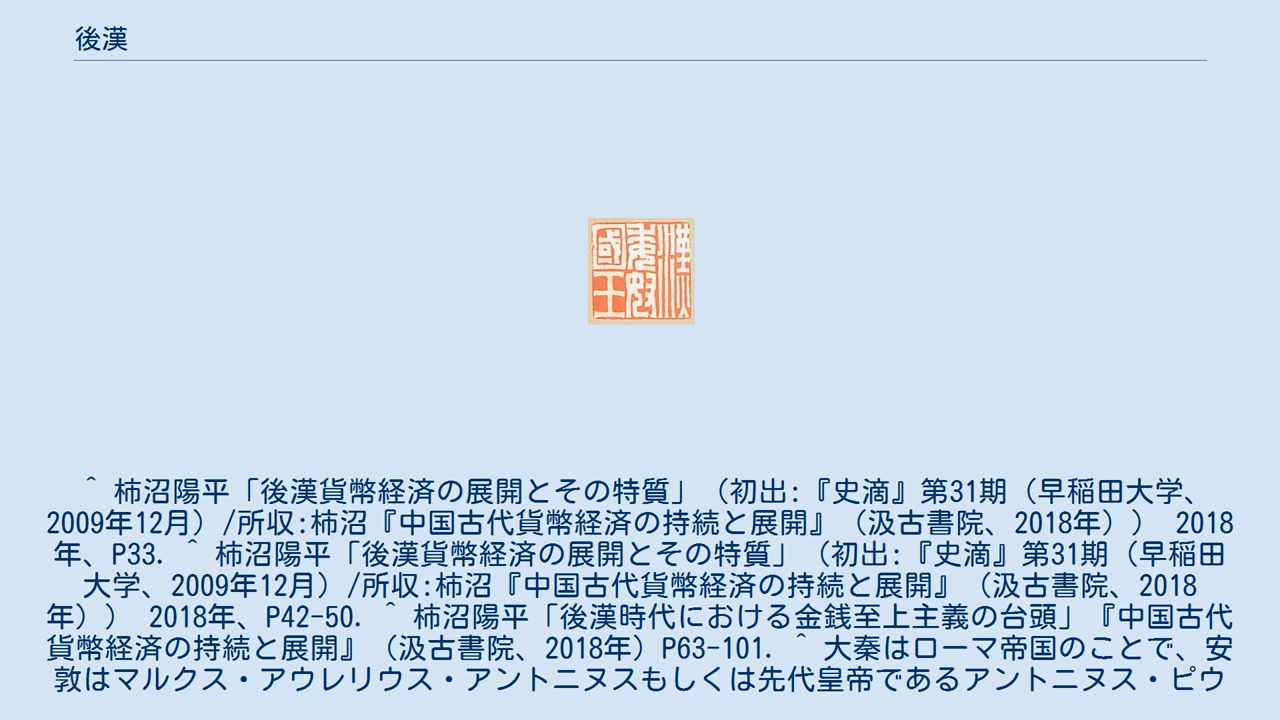 後漢
漢委奴國王
^ 柿沼陽平「後漢貨幣経済の展開とその特質」（初出:『史滴』第31期（早稲田大学、
2009年12月）/所収:柿沼『中国古代貨幣経済の持続と展開』（汲古書院、2018年）） 2018
年、P33. ^ 柿沼陽平「後漢貨幣経済の展開とその特質」（初出:『史滴』第31期（早稲田
大学、2009年12月）/所収:柿沼『中国古代貨幣経済の持続と展開』（汲古書院、2018
年）） 2018年、P42-50. ^ 柿沼陽平「後漢時代における金銭至上主義の台頭」『中国古代
貨幣経済の持続と展開』（汲古書院、2018年）P63-101. ^ 大秦はローマ帝国のことで、安
敦はマルクス・アウレリウス・アントニヌスもしくは先代皇帝であるアントニヌス・ピウ